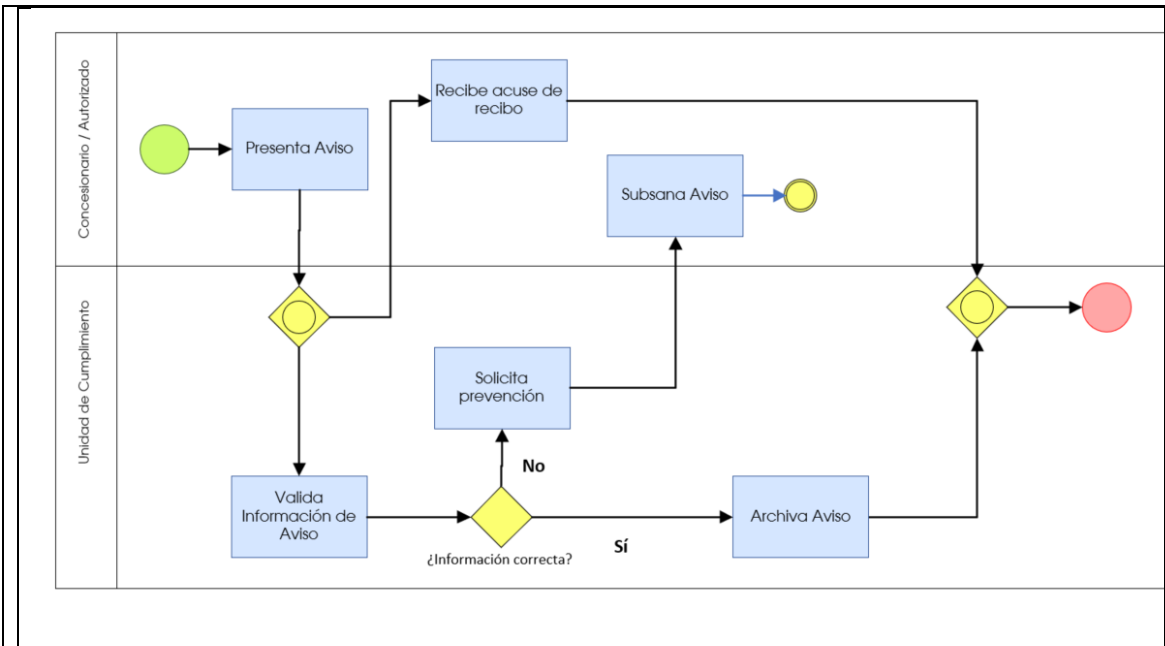 Concesionario / Autorizado
Presenta Aviso
Recibe acuse de
recibo
Subsana Aviso
Unidad de Cumplimiento
Solicita
prevención
No
Valida
Información de
Aviso
¿Información correcta?
Sí
Archiva Aviso